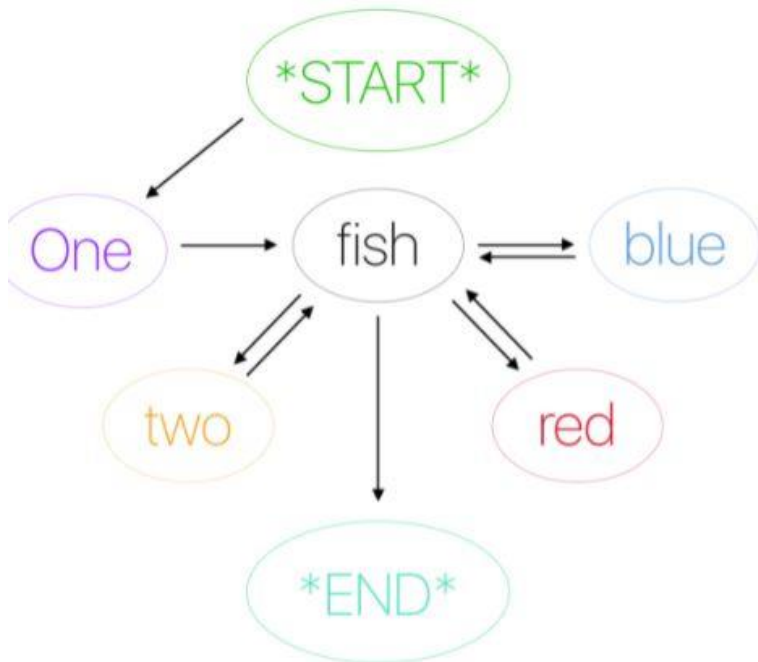 *START*
One
fish
blue
two
red
*END*